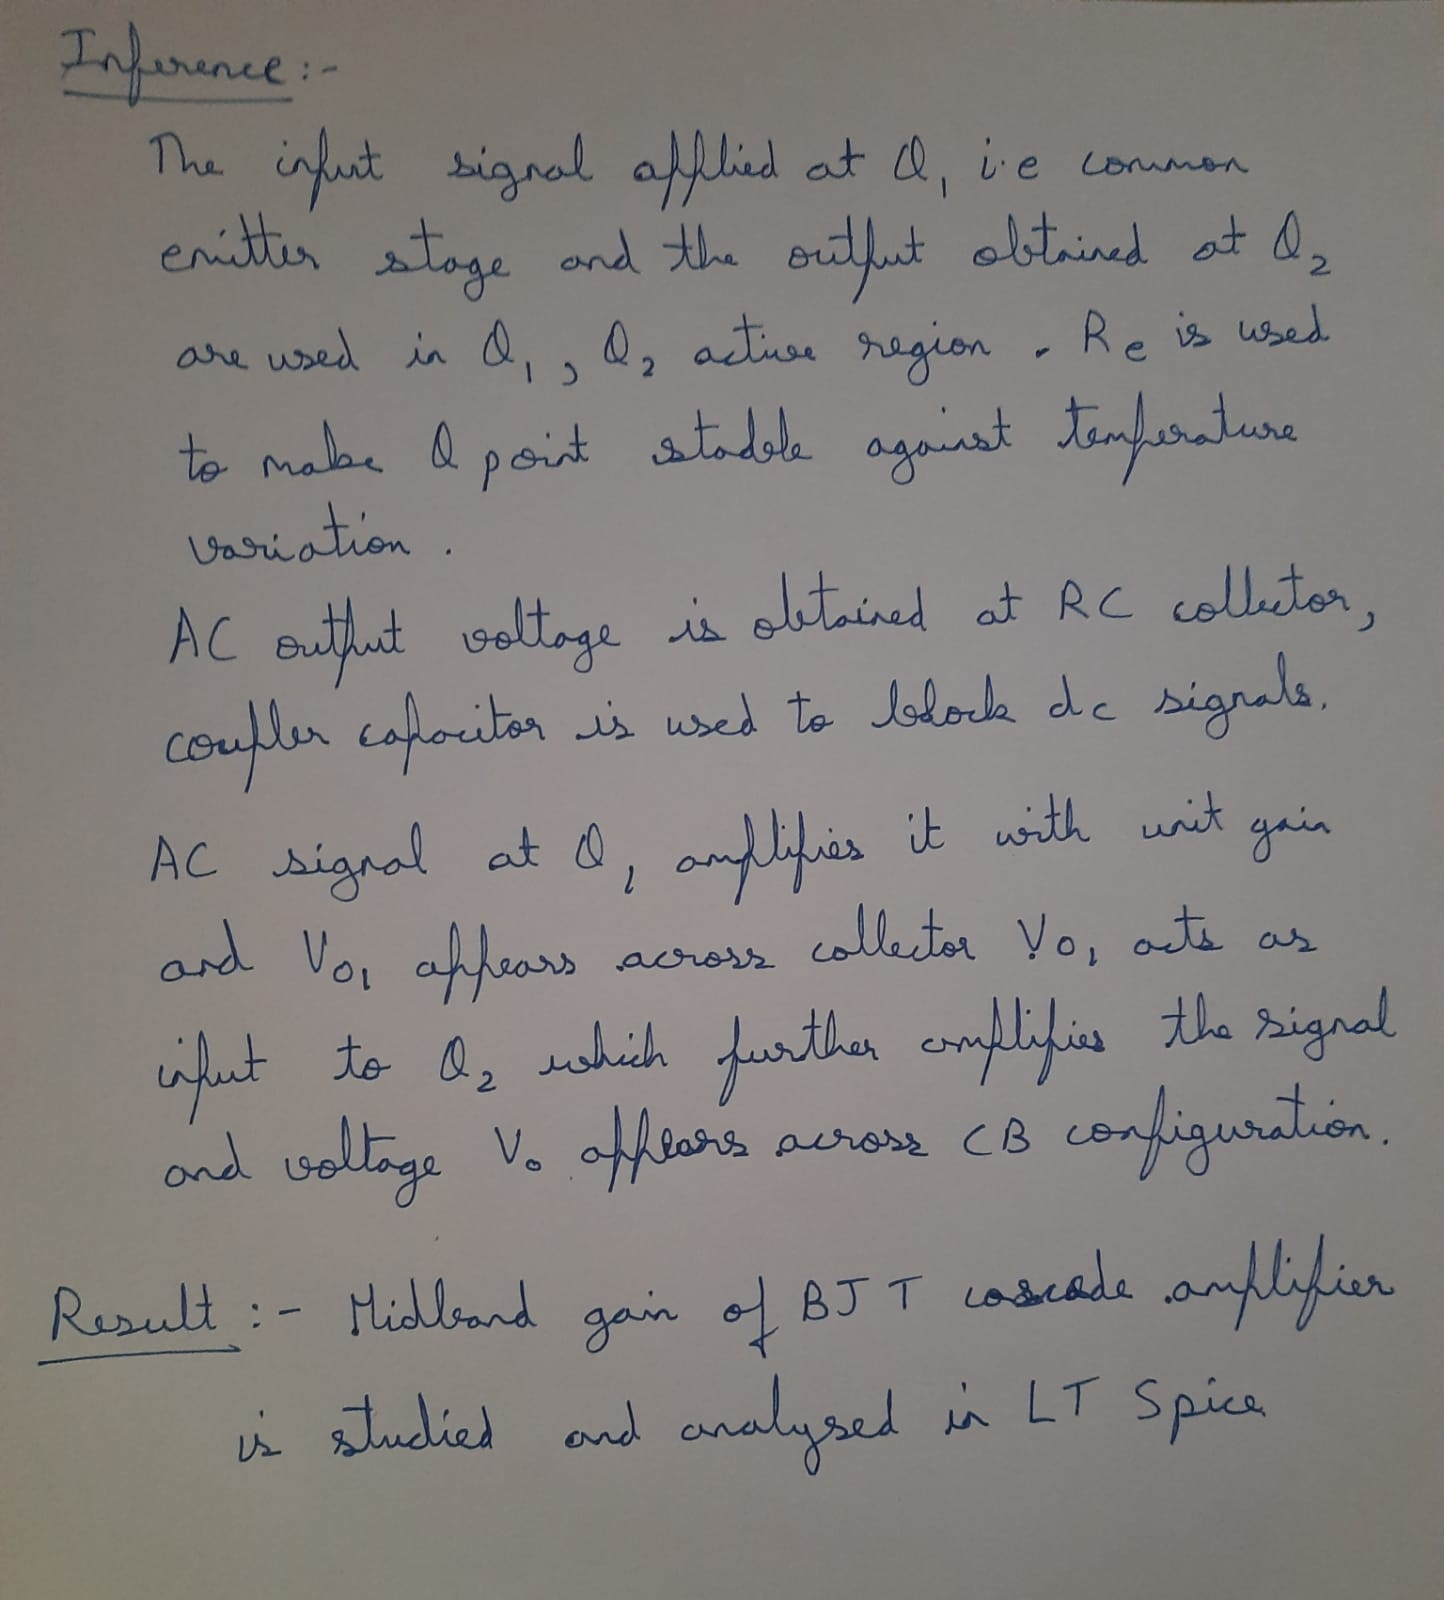 Inference :-
The input signal applied at Q1 i.e common
emitter stage and the output obtained at Q2
are used in Q1 , Q2 active region . Re is used
to make Q point stable against temperature
variation .
AC output voltage is obtained at RC collector,
coupler capacitor is used to block dc signals.
AC signal at Q1 amplifies it with unit gain
and Vo1 appears across collector Vo1 acts as
input to Q2 which further amplifies the signal
and voltage Vo appears across CB configuration.
Result :- Midband gain of BJT cascade amplifier
is studied and analysed in LT Spice